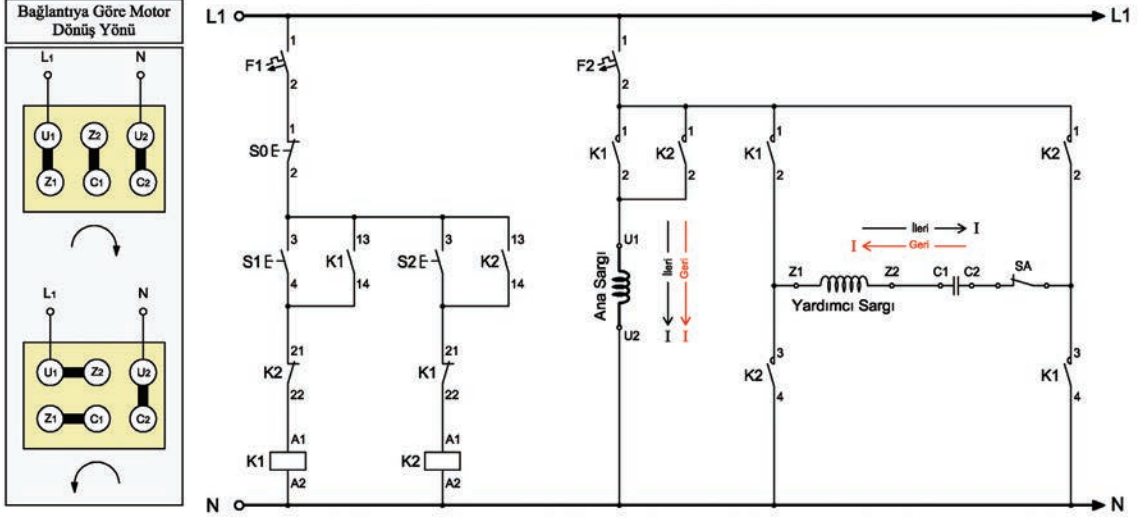 Bağlantıya Göre Motor
Dönüş Yönü
L1 N
U1 Z2 U2
Z1 C1 C2
L1 N
U1 Z2 U2
Z1 C1 C2
L1 L1
1 1
F1 F2
2 2
1 1 1 1 1
S0 E K1 K2 K1 K2
2 2 2 2 2
3 13 3 13
S1 E K1 S2 E K2
4 14 4 14
U1
Ana Sargı
U2
İleri
Geri
I I
İleri I
I Geri
Z1 Z2 C1 C2 SA
Yardımcı Sargı
21 21 3 3
K2 K1 K2 K1
22 22 4 4
A1 A1
K1 K2
A2 A2
N N